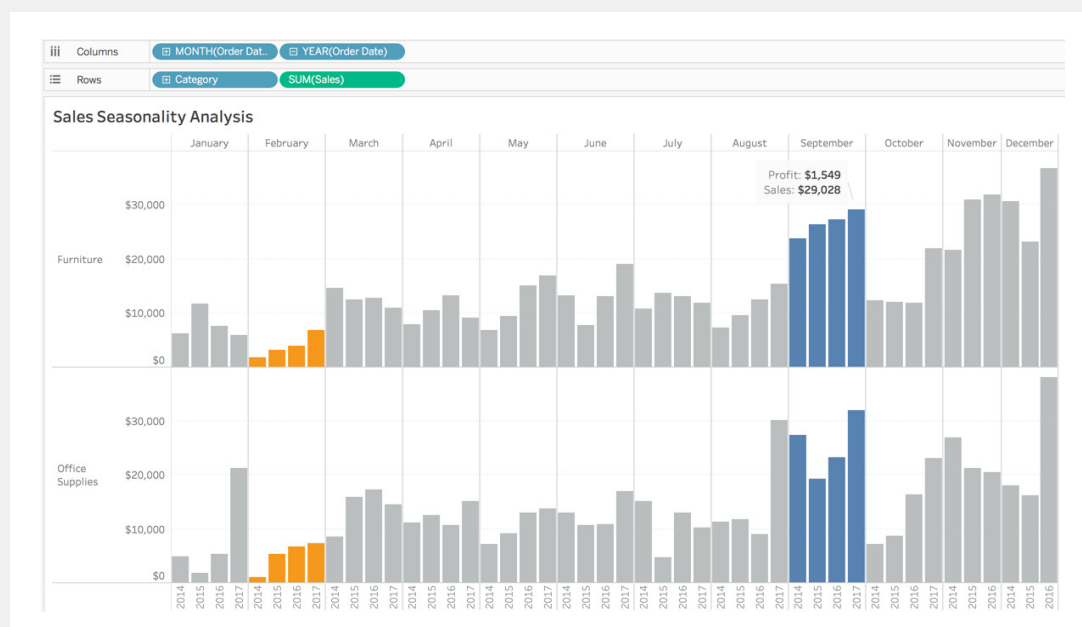 Columns
MONTH(Order Dat..
YEAR(Order Date)
Rows
Category
SUM(Sales)
Sales Seasonality Analysis
January February March April May June July August September October November December
Profit: $1,549
Sales: $29,028
$30,000
Furniture $20,000
$10,000
$0
$30,000
Office
Supplies
$20,000
$10,000
$0
2014 2015 2016 2017 2014 2015 2016 2017 2014 2015 2016 2017 2014 2015 2016 2017 2014 2015 2016 2017 2014 2015 2016 2017 2014 2015 2016 2017 2014 2015 2016 2017 2014 2015 2016 2017 2014 2015 2016 2017 2014 2015 2016 2014 2015 2016